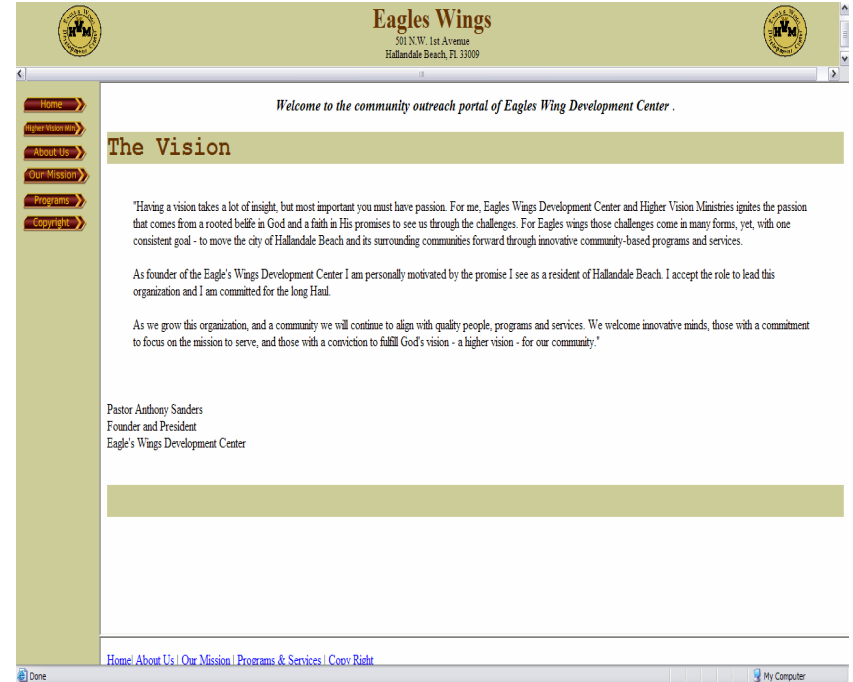 Eagles Wings
501 N.W. 1st Avenue
Hallandale Beach, Fl. 33009
HVM
HVM
Home
Higher Vision Min.
About Us
Our Mission
Programs
Copyright
Welcome to the community outreach portal of Eagles Wing Development Center .
The Vision
"Having a vision takes a lot of insight, but most important you must have passion. For me, Eagles Wings Development Center and Higher Vision Ministries ignites the passion
that comes from a rooted belife in God and a faith in His promises to see us through the challenges. For Eagles wings those challenges come in many forms, yet, with one
consistent goal - to move the city of Hallandale Beach and its surrounding communities forward through innovative community-based programs and services.
As founder of the Eagle's Wings Development Center I am personally motivated by the promise I see as a resident of Hallandale Beach. I accept the role to lead this
organization and I am committed for the long Haul.
As we grow this organization, and a community we will continue to align with quality people, programs and services. We welcome innovative minds, those with a commitment
to focus on the mission to serve, and those with a conviction to fulfill God's vision - a higher vision - for our community."
Pastor Anthony Sanders
Founder and President
Eagle's Wings Development Center
Home| About Us | Our Mission | Programs & Services | Copy Right
Done
My Computer